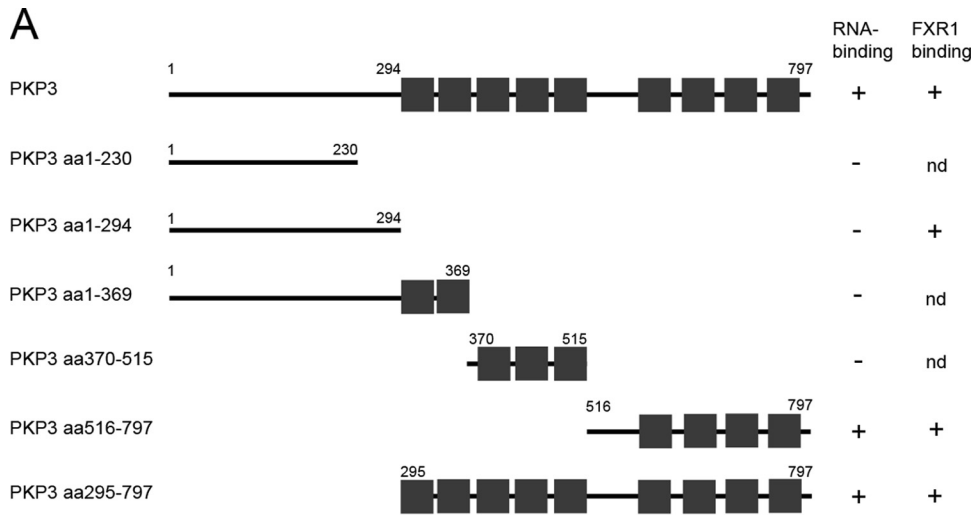 A
RNA-binding FXR1 binding
1 294 797
PKP3 + +
1 230
PKP3 aa1-230 - nd
1 294
PKP3 aa1-294 - +
1 369
PKP3 aa1-369 - nd
370 515
PKP3 aa370-515 - nd
516 797
PKP3 aa516-797 + +
295 797
PKP3 aa295-797 + +